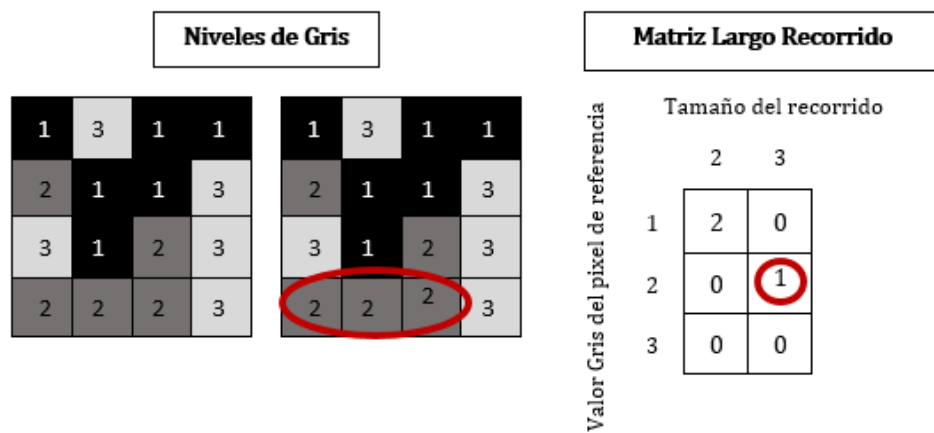 Niveles de Gris
Matriz Largo Recorrido
1 3 1 1
2 1 1 3
3 1 2 3
2 2 2 3
1 3 1 1
2 1 1 3
3 1 2 3
2 2 2 3
Valor Gris del pixel de referencia
Tamaño del recorrido
2 3
1 2 0
2 0 1
3 0 0